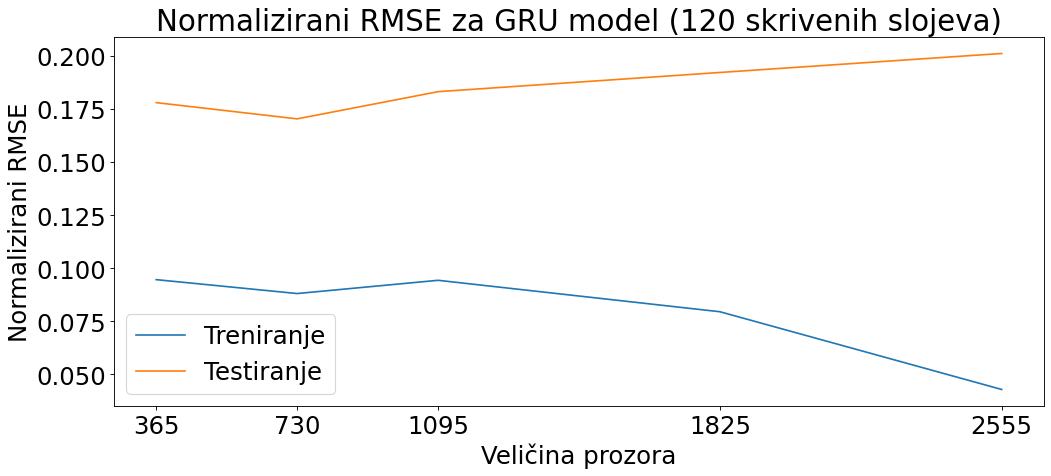 Normalizirani RMSE za GRU model (120 skrivenih slojeva)
Normalizirani RMSE
0.200
0.175
0.150
0.125
0.100
0.075
0.050
Treniranje
Testiranje
365 730 1095 1825 2555
Veličina prozora